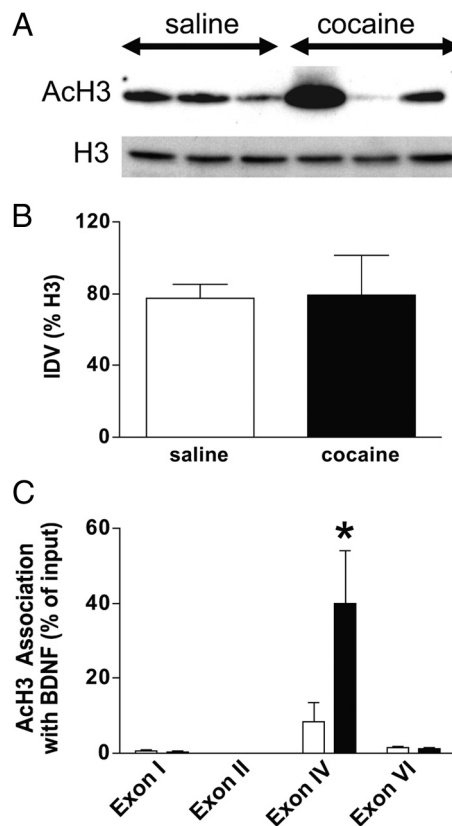 A
saline cocaine
AcH3
H3
B
IDV (% H3)
120
80
40
0
saline cocaine
C
AcH3 Association
with BDNF (% of input)
60
40
20
0
*
Exon I Exon II Exon IV Exon VI